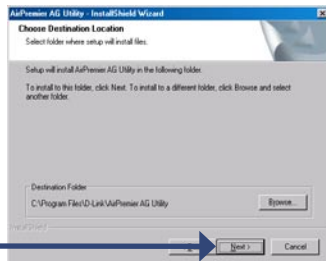 AirPremier AG Utility - InstallShield Wizard
Choose Destination Location
Select folder where setup will install files.
Setup will install AirPremier AG Utility in the following folder.
To install to this folder, click Next. To install to a different folder, click Browse and select
another folder.
Destination Folder
C:\Program Files\D-Link\AirPremier AG Utility
Browse...
InstallShield
Next >
Cancel